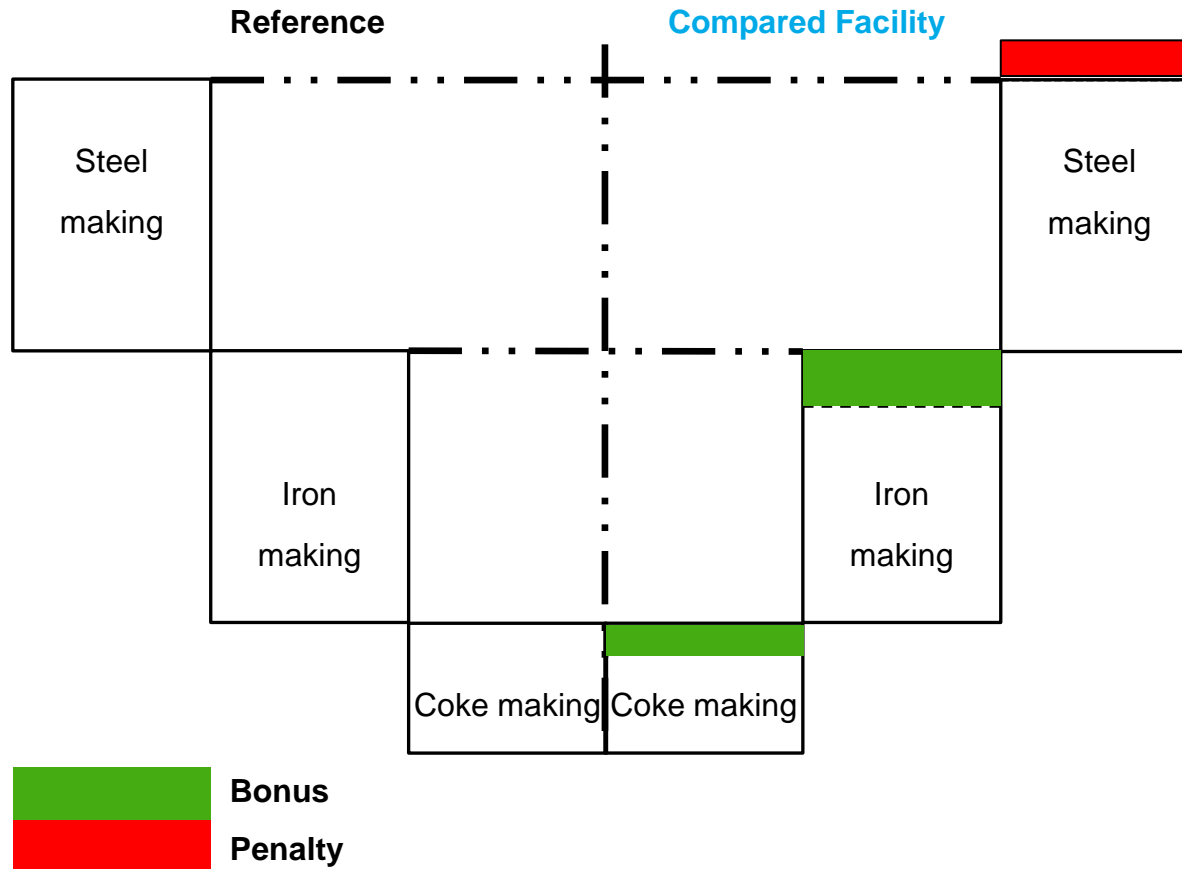 Reference
Compared Facility
Steel
making
Steel
making
Iron
making
Iron
making
Coke making
Coke making
Bonus
Penalty